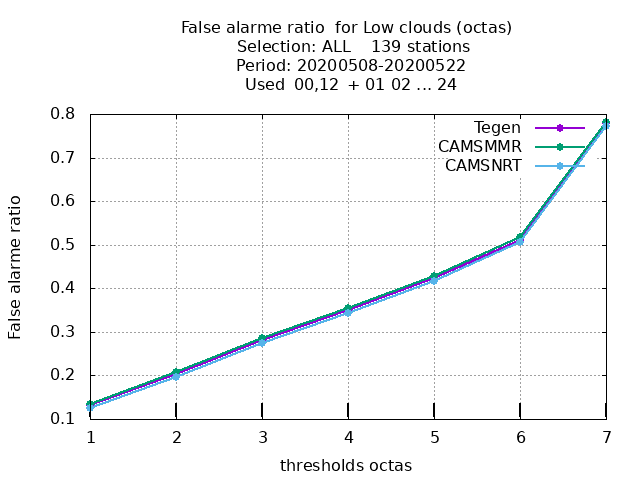 False alarme ratio  for Low clouds (octas)
Selection: ALL    139 stations
Period: 20200508-20200522
Used  00,12  + 01 02 ... 24
0.8
0.7
0.6
0.5
0.4
0.3
0.2
0.1
False alarme ratio
Tegen
CAMSMMR
CAMSNRT
1 2 3 4 5 6 7
thresholds octas